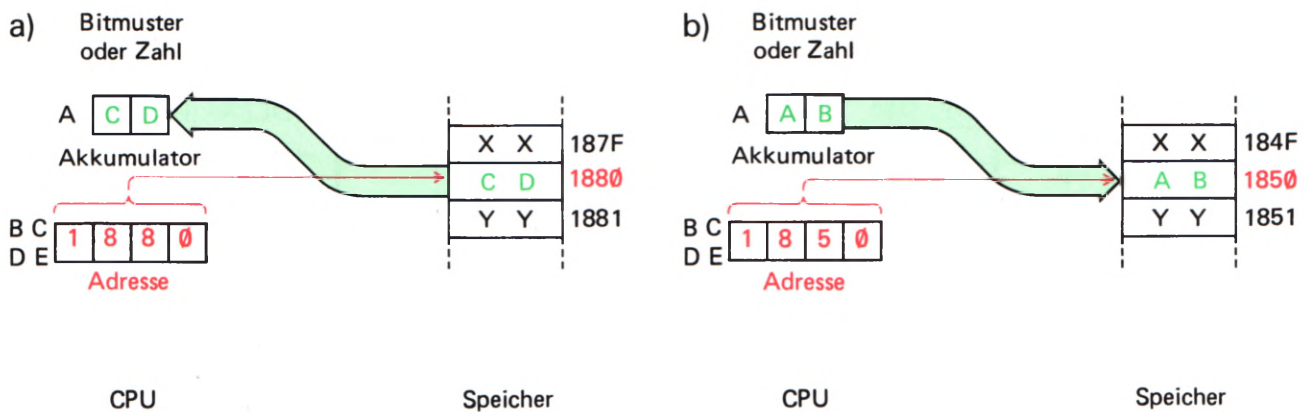 a)
Bitmuster
oder Zahl
A C D
Akkumulator
X X 187F
C D 188Ø
Y Y 1881
B C
D E
1 8 8 Ø
Adresse
CPU
Speicher
b)
Bitmuster
oder Zahl
A A B
Akkumulator
X X 184F
A B 185Ø
Y Y 1851
B C
D E
1 8 5 Ø
Adresse
CPU
Speicher